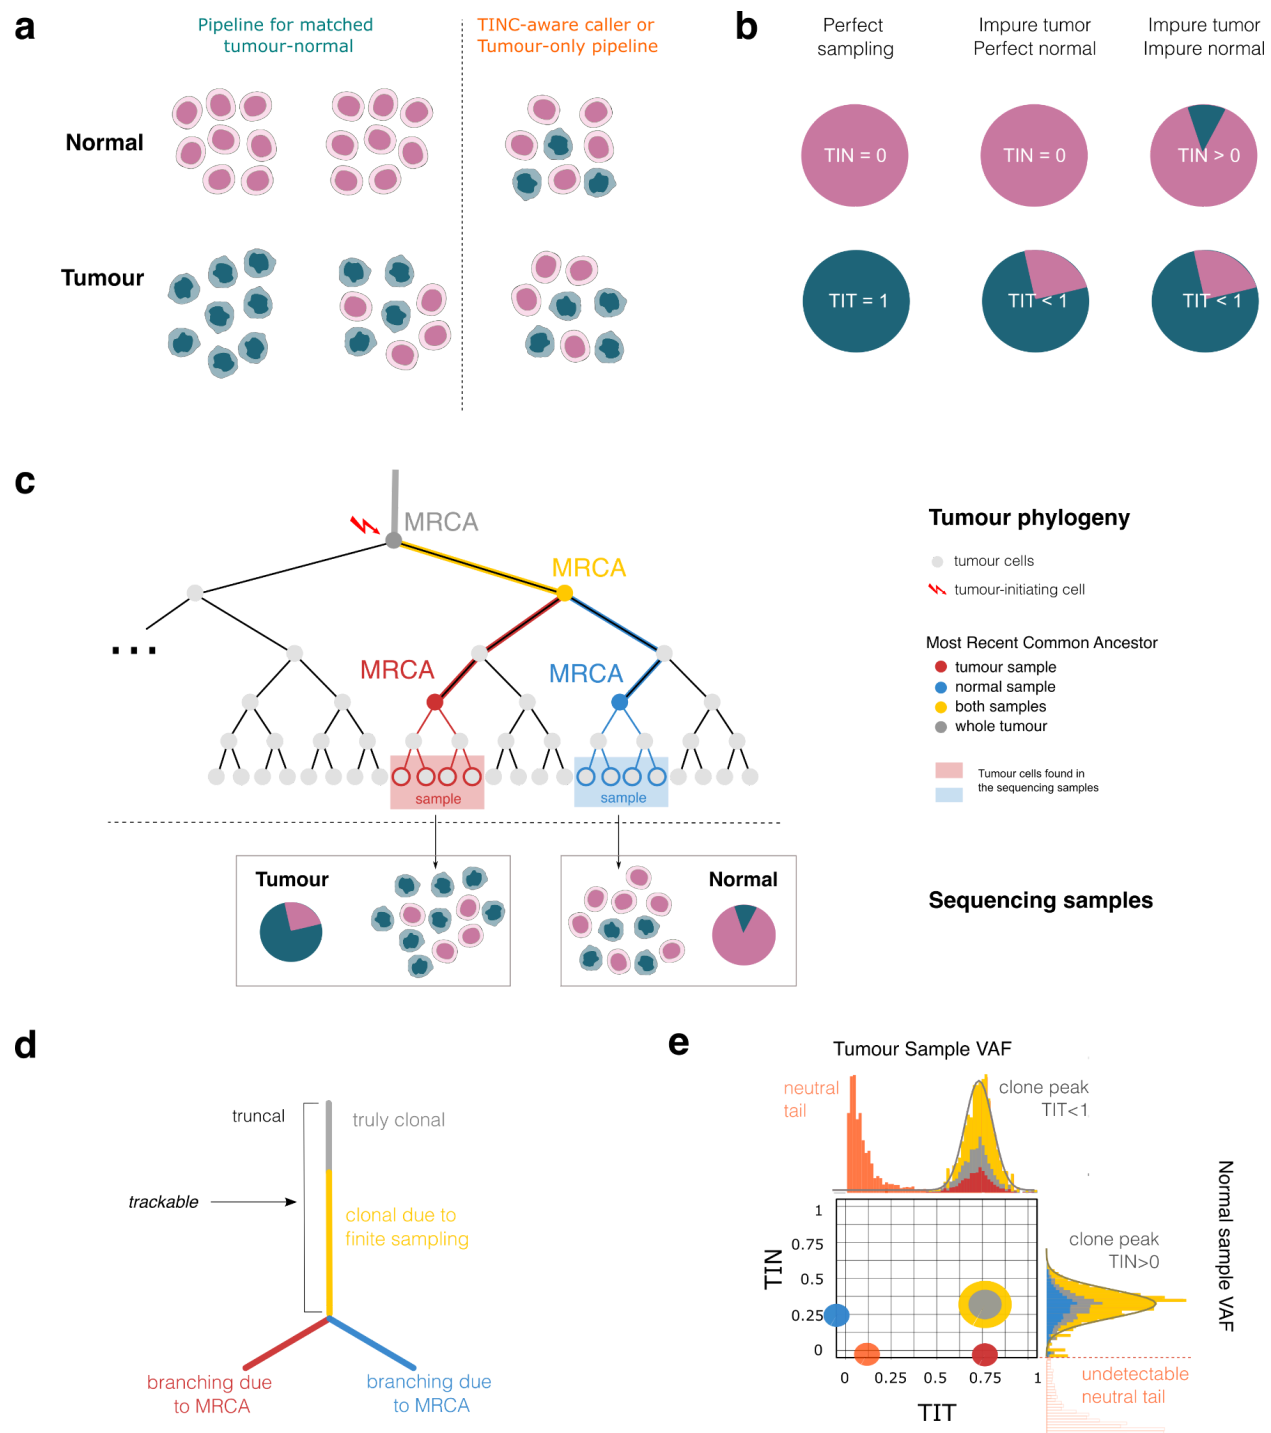 a
Pipeline for matched
tumour-normal
TINC-aware caller or
Tumour-only pipeline
Normal
Tumour
b
Perfect
sampling
Impure tumor
Perfect normal
Impure tumor
Impure normal
TIN = 0
TIN = 0
TIN > 0
TIT = 1
TIT < 1
TIT < 1
c
MRCA
MRCA
MRCA
MRCA
...
sample
sample
Tumour phylogeny
tumour cells
tumour-initiating cell
Most Recent Common Ancestor
tumour sample
normal sample
both samples
whole tumour
Tumour cells found in
the sequencing samples
Tumour
Normal
Sequencing samples
d
truncal
truly clonal
trackable
clonal due to
finite sampling
branching due
to MRCA
branching due
to MRCA
e
Tumour Sample VAF
neutral
tail
clone peak
TIT<1
Normal sample VAF
clone peak
TIN>0
TIN
1
0.75
0.5
0.25
0
0 0.25 0.5 0.75 1
TIT
undetectable
neutral tail